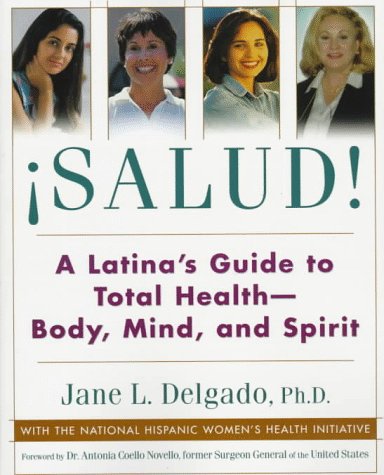 ¡SALUD!
A Latina's Guide to
Total Health—
Body, Mind, and Spirit
Jane L. Delgado, Ph.D.
WITH THE NATIONAL HISPANIC WOMEN'S HEALTH INITIATIVE
Foreword by Dr. Antonia Coello Novello, former Surgeon General of the United States